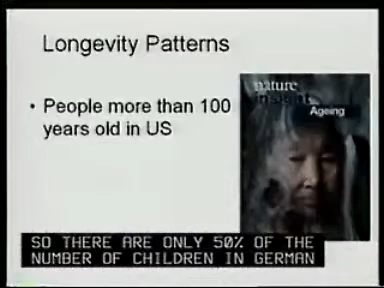 Longevity Patterns
• People more than 100
years old in US
nature
insight
Ageing
SO THERE ARE ONLY 50% OF THE
NUMBER OF CHILDREN IN GERMAN